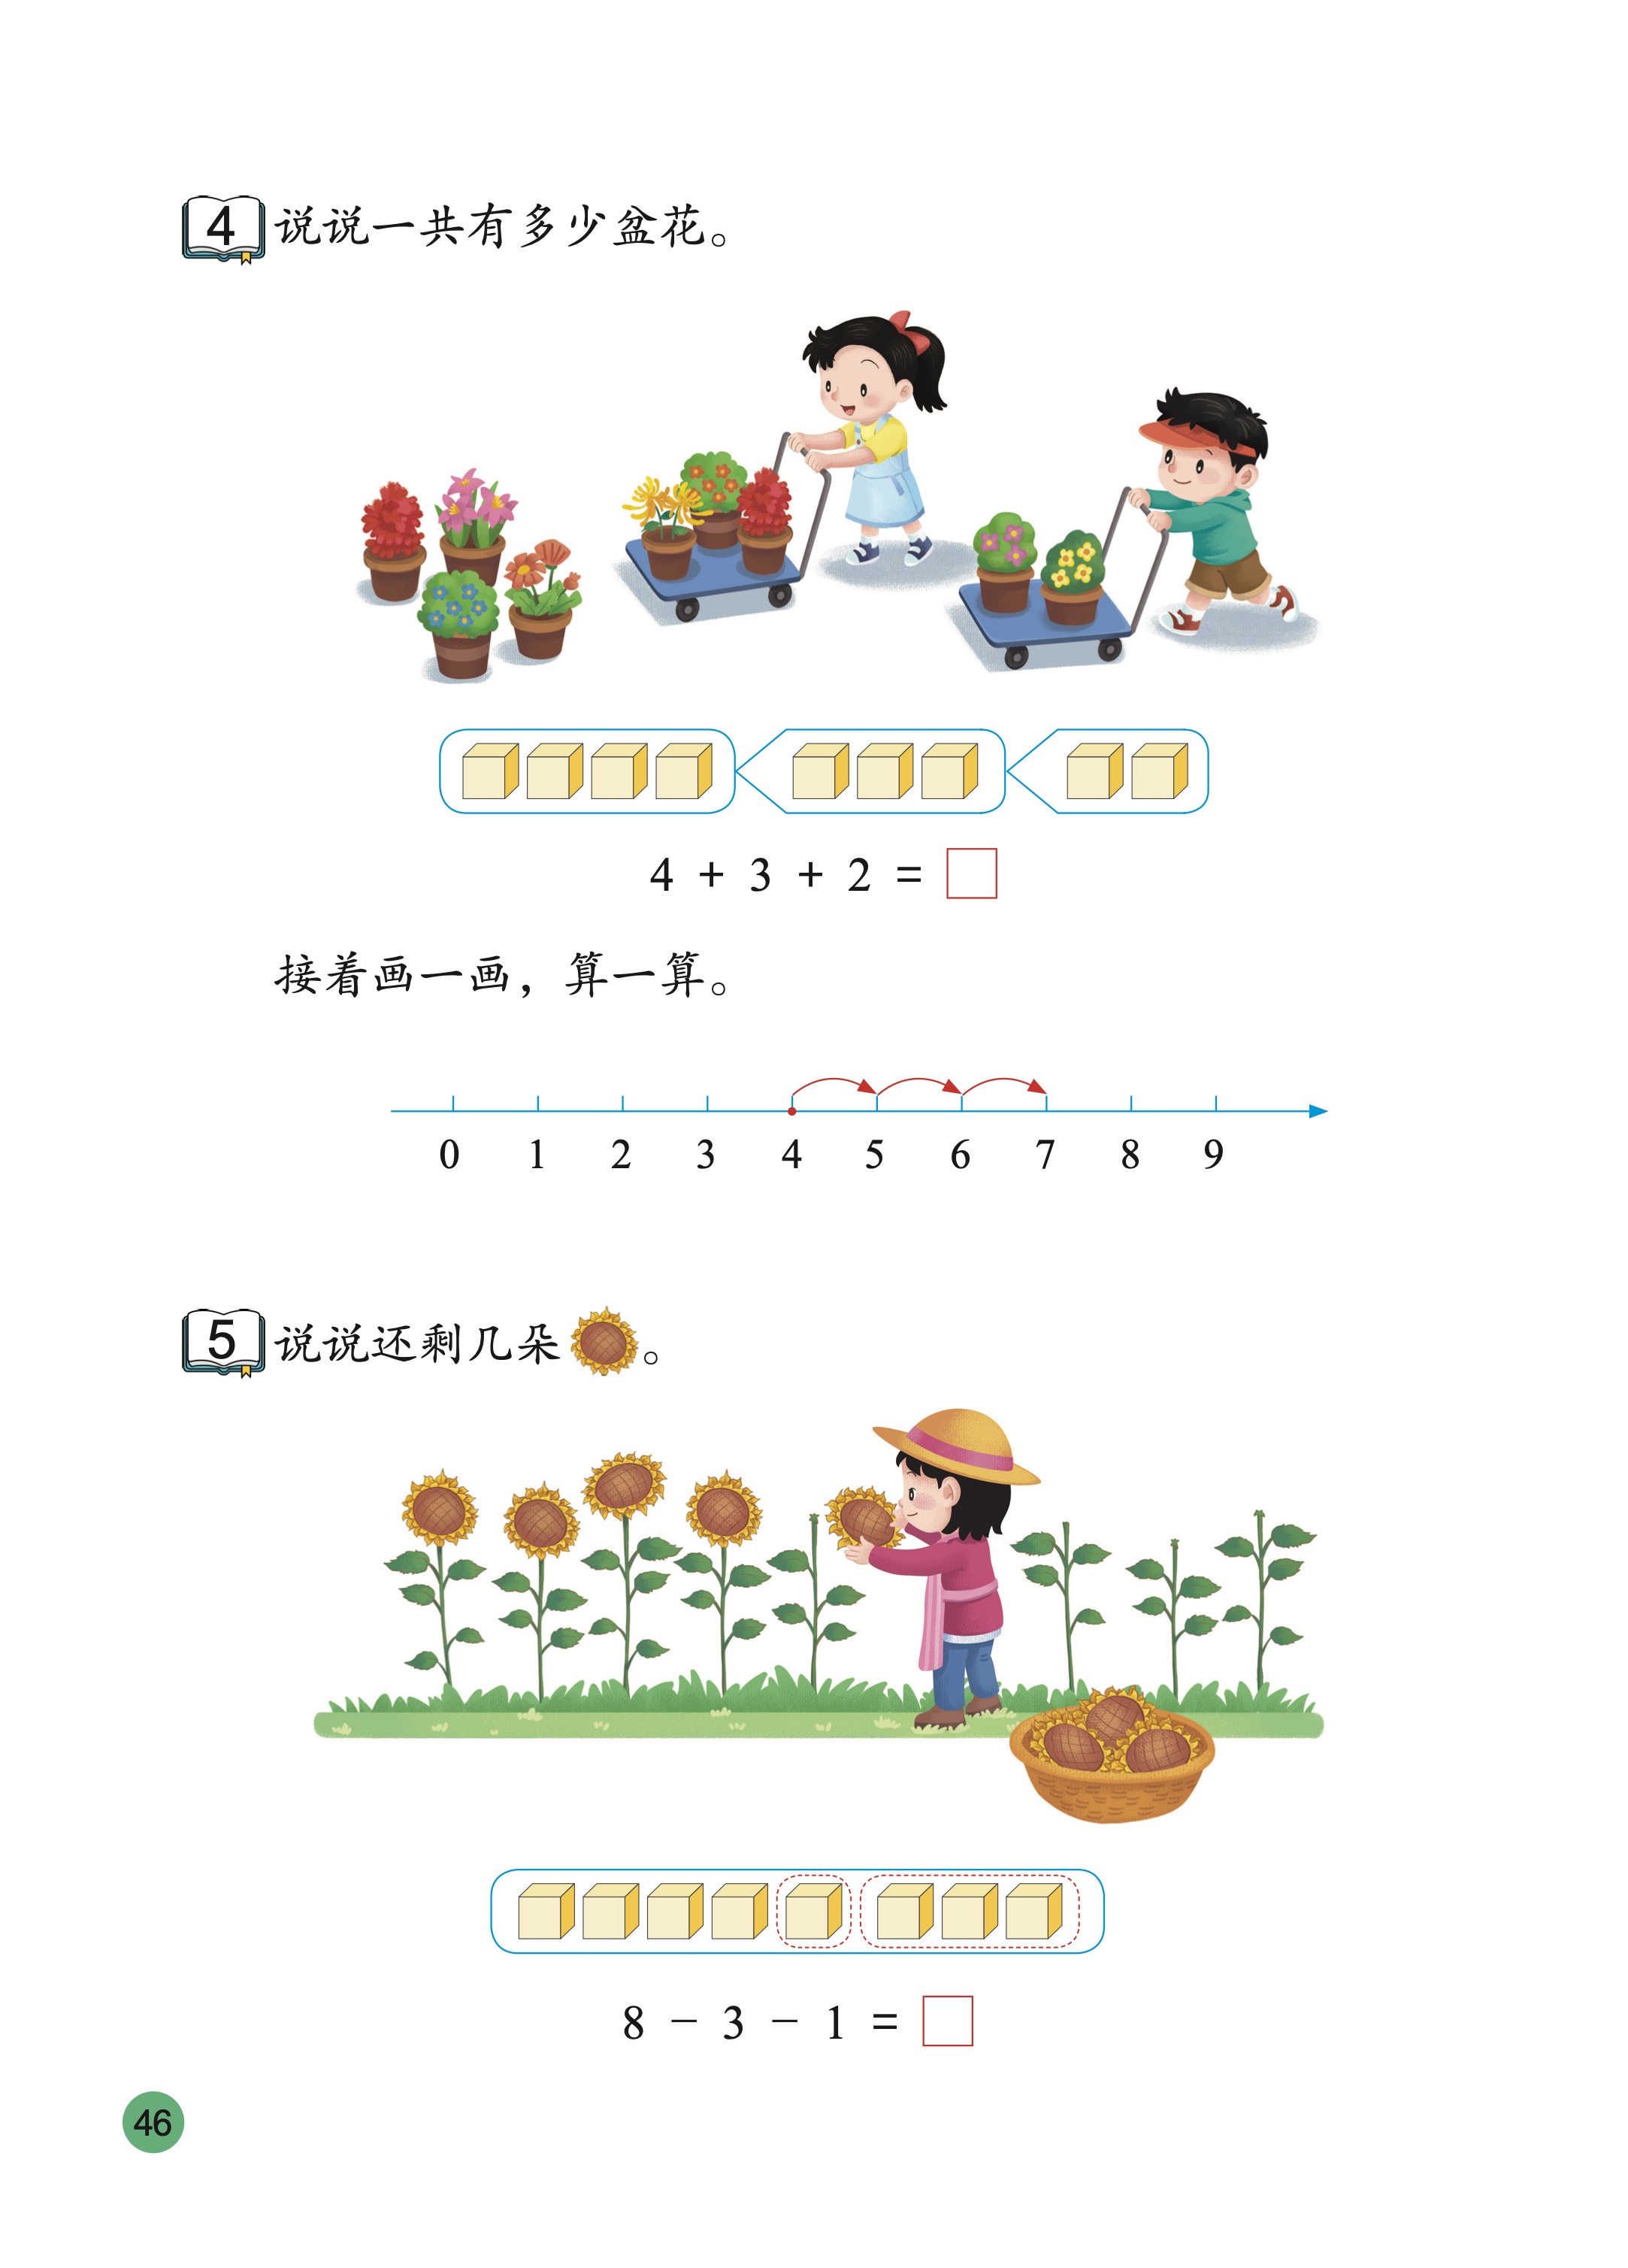 4 说说一共有多少盆花。
4 + 3 + 2 = □
接着画一画，算一算。
0 1 2 3 4 5 6 7 8 9
5 说说还剩几朵。
8 − 3 − 1 = □
46